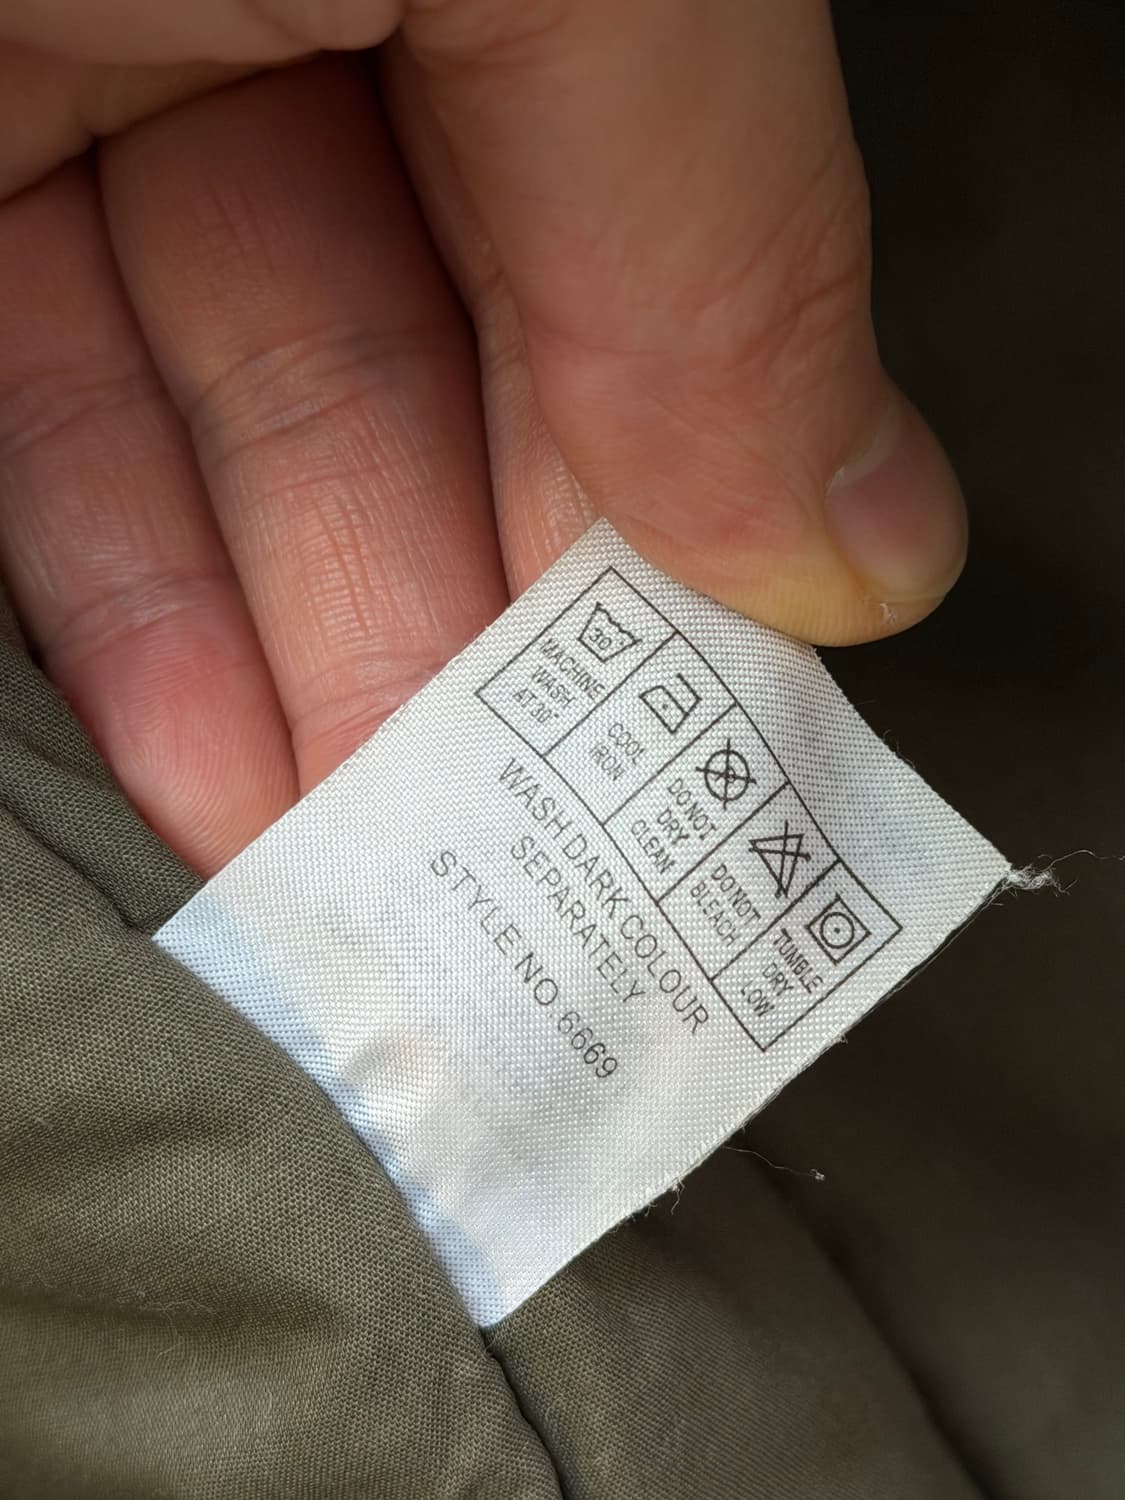 30°
MACHINE
WASH
AT 30°
COOL
IRON
DO NOT
DRY
CLEAN
DO NOT
BLEACH
TUMBLE
DRY
LOW
WASH DARK COLOUR
SEPARATELY
STYLE NO. 6669